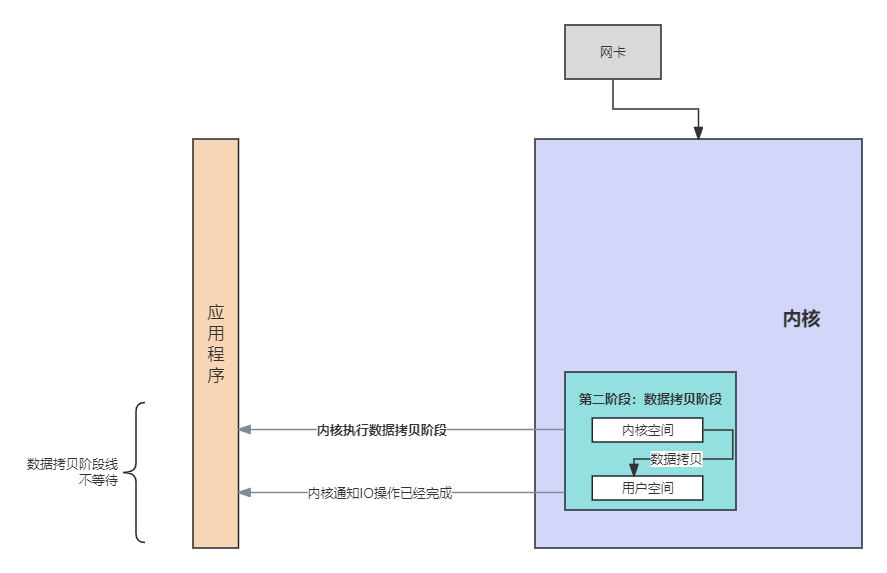 网卡
内核
应
用
程
序
第二阶段：数据拷贝阶段
内核空间
内核执行数据拷贝阶段
数据拷贝
数据拷贝阶段线
不等待
用户空间
内核通知IO操作已经完成